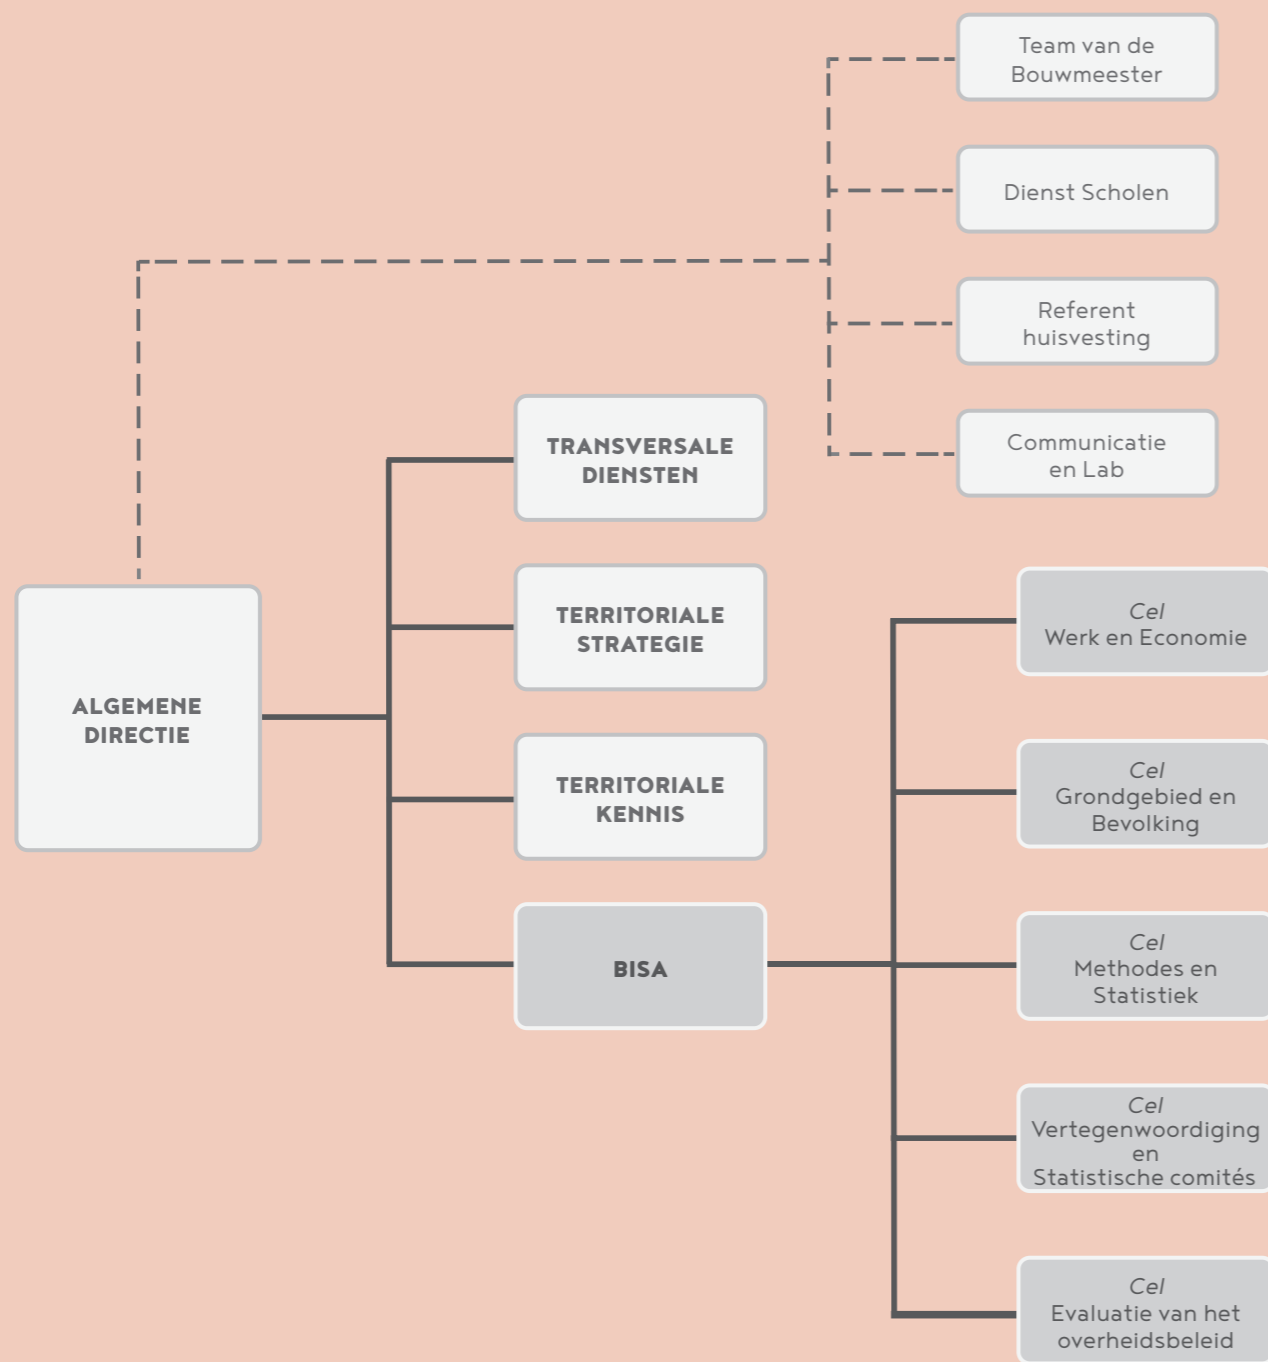 Team van de
Bouwmeester
Dienst Scholen
Referent
huisvesting
Communicatie
en Lab
TRANSVERSALE
DIENSTEN
TERRITORIALE
STRATEGIE
TERRITORIALE
KENNIS
BISA
ALGEMENE
DIRECTIE
Cel
Werk en Economie
Cel
Grondgebied en
Bevolking
Cel
Methodes en
Statistiek
Cel
Vertegenwoordiging
en
Statistische comités
Cel
Evaluatie van het
overheidsbeleid